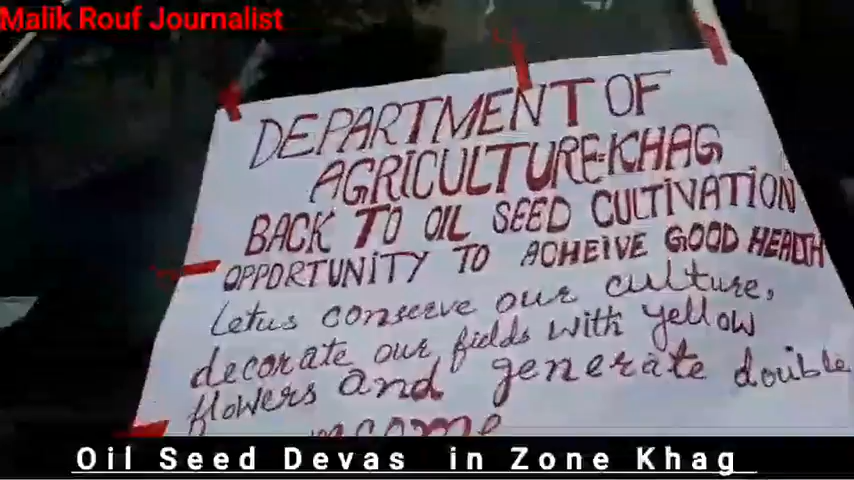 Malik Rouf Journalist
DEPARTMENT OF
AGRICULTURE-KHAG
BACK TO OIL SEED CULTIVATION
OPPORTUNITY TO ACHEIVE GOOD HEALTH
Letus conserve our culture,
decorate our fields with yellow
flowers and generate double
income
Oil Seed Devas in Zone Khag